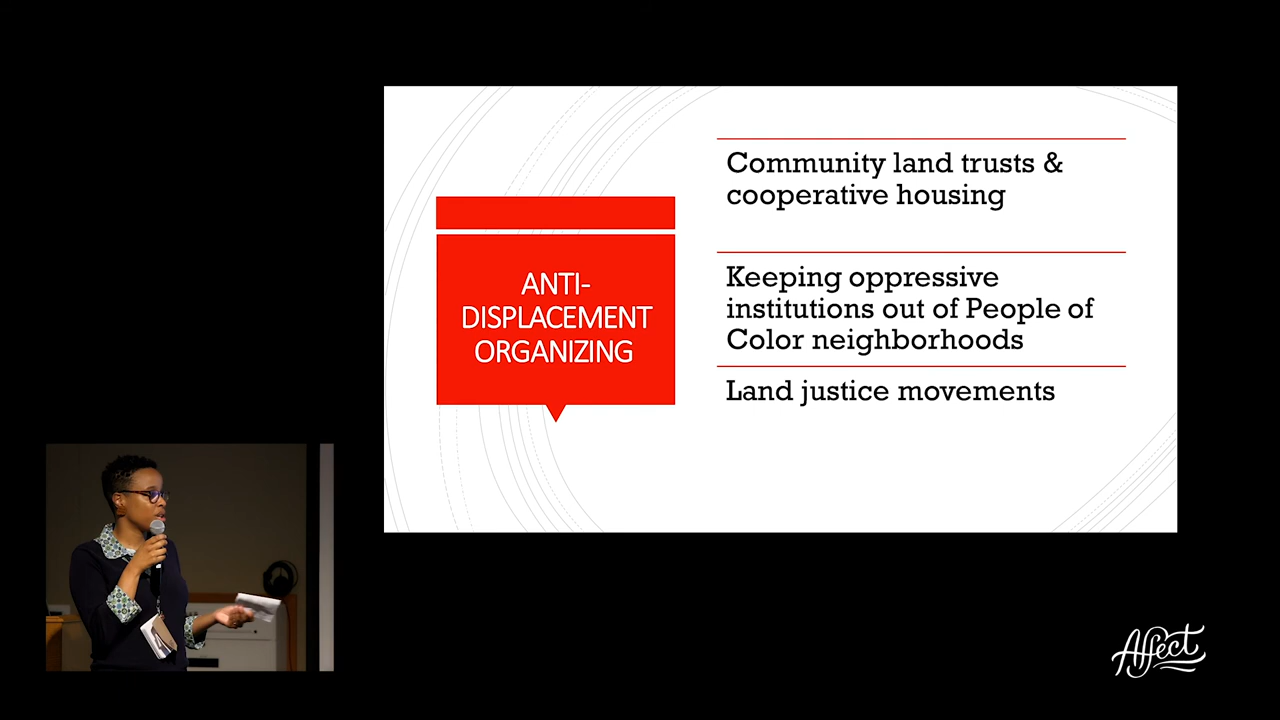 Community land trusts &
cooperative housing
ANTI-
DISPLACEMENT
ORGANIZING
Keeping oppressive
institutions out of People of
Color neighborhoods
Land justice movements
Affect